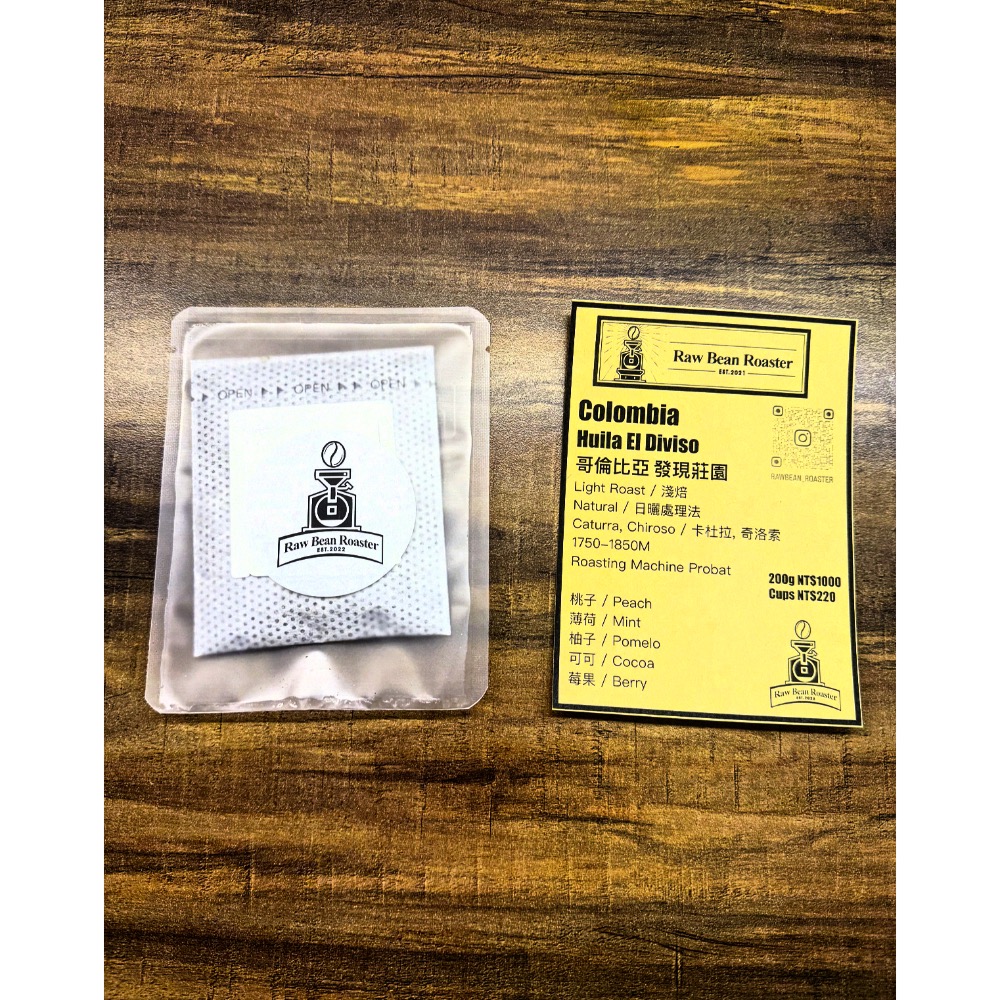 OPEN OPEN OPEN
Raw Bean Roaster
EST.2022
Raw Bean Roaster
EST.2021
Colombia
Huila El Diviso
哥倫比亞 發現莊園
RAWBEAN_ROASTER
Light Roast / 淺焙
Natural / 日曬處理法
Caturra, Chiroso / 卡杜拉, 奇洛索
1750-1850M
Roasting Machine Probat
200g NT$1000
Cups NT$220
桃子 / Peach
薄荷 / Mint
柚子 / Pomelo
可可 / Cocoa
莓果 / Berry
Raw Bean Roaster
EST.2022